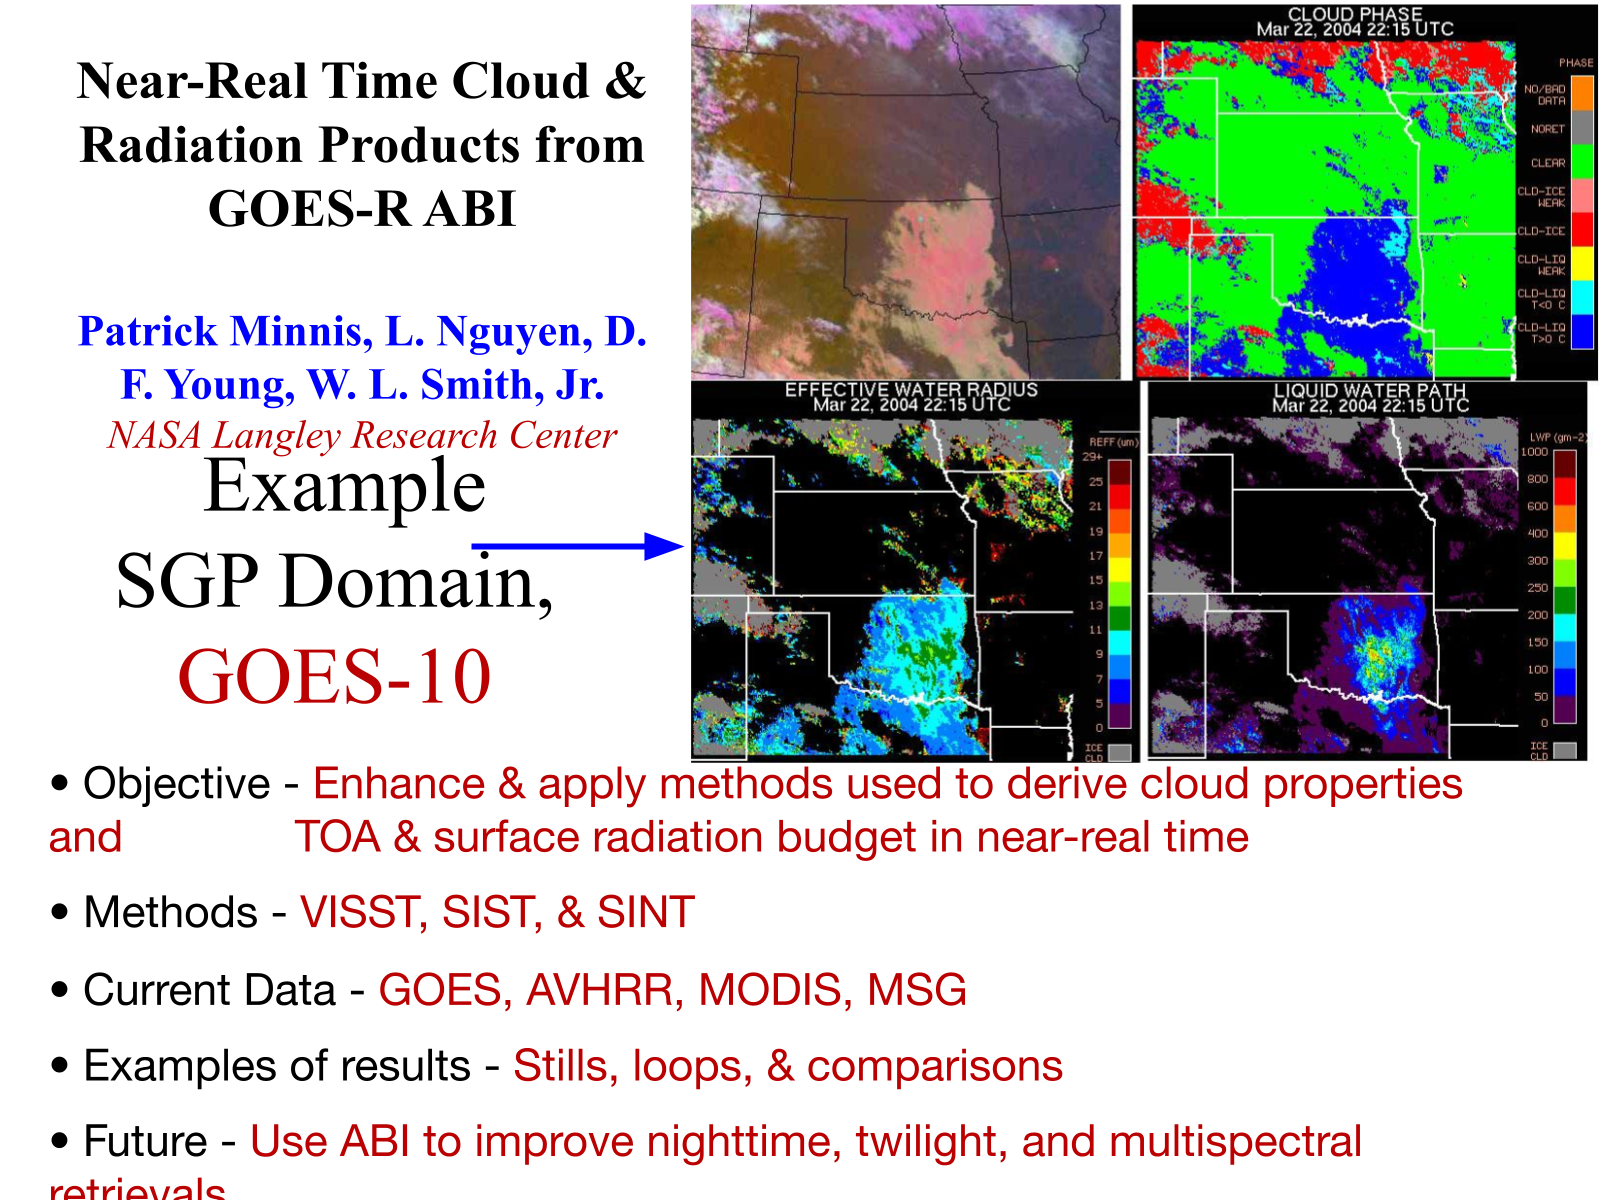 Near-Real Time Cloud &
Radiation Products from
GOES-R ABI
Patrick Minnis, L. Nguyen, D.
F. Young, W. L. Smith, Jr.
NASA Langley Research Center
Example
SGP Domain,
GOES-10
CLOUD PHASE
Mar 22, 2004 22:15 UTC
PHASE
NO/BAD
DATA
NORET
CLEAR
CLD-ICE
WEAK
CLD-ICE
CLD-LIQ
WEAK
CLD-LIQ
T<0 C
CLD-LIQ
T>0 C
EFFECTIVE WATER RADIUS
Mar 22, 2004 22:15 UTC
REFF (um)
29+
25
21
19
17
15
13
11
9
7
5
0
ICE
CLD
LIQUID WATER PATH
Mar 22, 2004 22:15 UTC
LWP (gm-2)
1000
800
600
400
300
250
200
150
100
50
0
ICE
CLD
• Objective - Enhance & apply methods used to derive cloud properties
and TOA & surface radiation budget in near-real time
• Methods - VISST, SIST, & SINT
• Current Data - GOES, AVHRR, MODIS, MSG
• Examples of results - Stills, loops, & comparisons
• Future - Use ABI to improve nighttime, twilight, and multispectral
retrievals